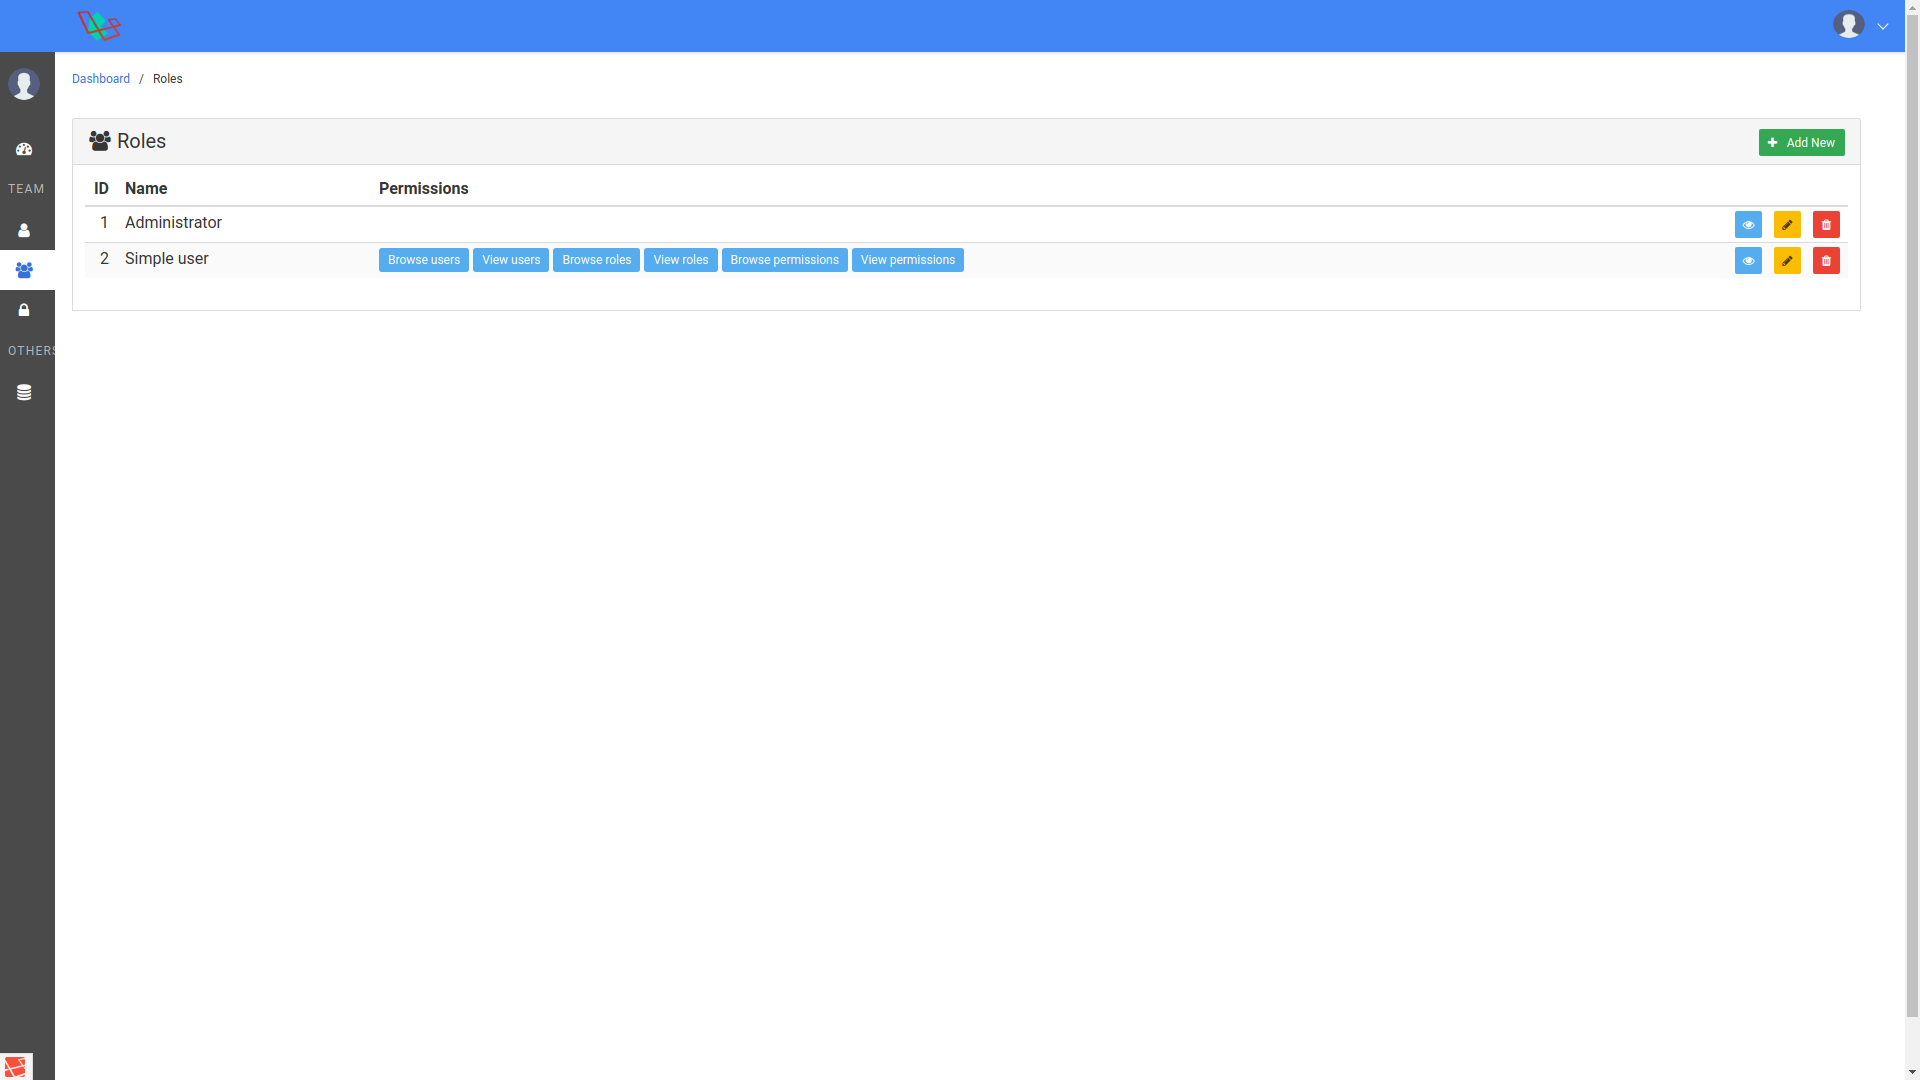 Dashboard / Roles
Roles
Add New
TEAM
ID Name Permissions
1 Administrator
2 Simple user Browse users View users Browse roles View roles Browse permissions View permissions
OTHERS